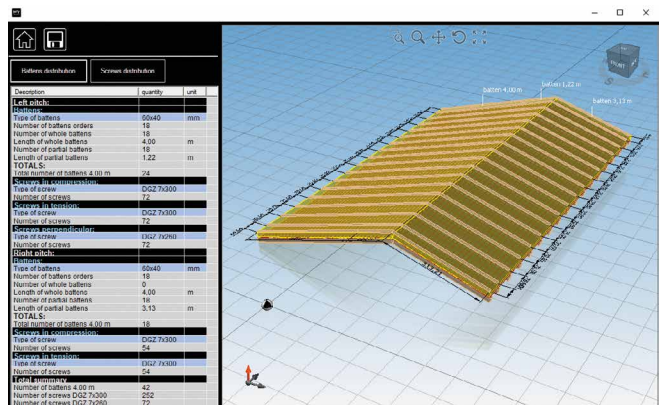 Battens distribution
Screws distribution
Description quantity unit
Left pitch:
Battens:
Type of battens 60x40 mm
Number of battens orders 18
Number of whole battens 18
Length of whole battens 4,00 m
Number of partial battens 18
Length of partial battens 1,22 m
TOTALS:
Total number of battens 4.00 m 24
Screws in compression:
Type of screw DGZ 7x300
Number of screws 72
Screws in tension:
Type of screw DGZ 7x300
Number of screws 72
Screws perpendicular:
Type of screw DGZ 7x260
Number of screws 72
Right pitch:
Battens:
Type of battens 60x40 mm
Number of battens orders 18
Number of whole battens 0
Length of whole battens 4,00 m
Number of partial battens 18
Length of partial battens 3,13 m
TOTALS:
Total number of battens 4.00 m 18
Screws in compression:
Type of screw DGZ 7x300
Number of screws 54
Screws in tension:
Type of screw DGZ 7x300
Number of screws 54
Total summary
Number of battens 4.00 m 42
Number of screws DGZ 7x300 252
Number of screws DGZ 7x260 72
batten 4,00 m
batten 1,22 m
batten 3,13 m
FRONT